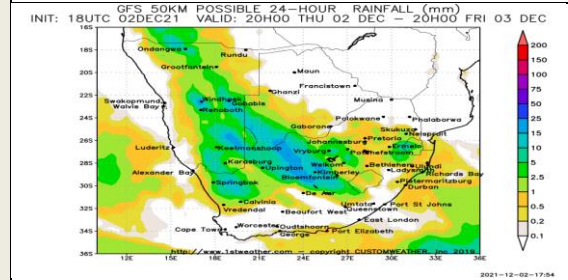 GFS 50KM POSSIBLE 24-HOUR RAINFALL (mm)
INIT: 18UTC 02DEC21 VALID: 20H00 THU 02 DEC - 20H00 FRI 03 DEC
16S
Ondongwa
Rundu
200
18S
Grootfontein
Maun
150
20S
Francistown
100
Ghanzi
Musina
75
22S
Windhoek
Gobabis
Swakopmund
Rehoboth
Polokwane
Phalaborwa
50
Walvis Bay
24S
Gaborone
Skukuza
25
Pretoria
Nelspruit
Johannesburg
15
26S
Luderitz
Keetmanshoop
Vryburg
Potchefstroom
Ermelo
10
Karasburg
Welkom
Bethlehem
Ulundi
28S
Alexander Bay
Upington
Kimberley
Ladysmith
Richards Bay
5
Bloemfontein
Pietermaritzburg
Springbok
Durban
2.5
30S
De Aar
Calvinia
Umtata
Port St Johns
1
Vredendal
Queenstown
32S
Beaufort West
East London
0.5
Worcester
Oudtshoorn
0.2
Cape Town
Port Elizabeth
34S
George
0.1
http://www.1stweather.com - copyright CUSTOMWEATHER, Inc 2019
36S
12E 15E 18E 21E 24E 27E 30E 33E 36E
2021-12-02-17:54